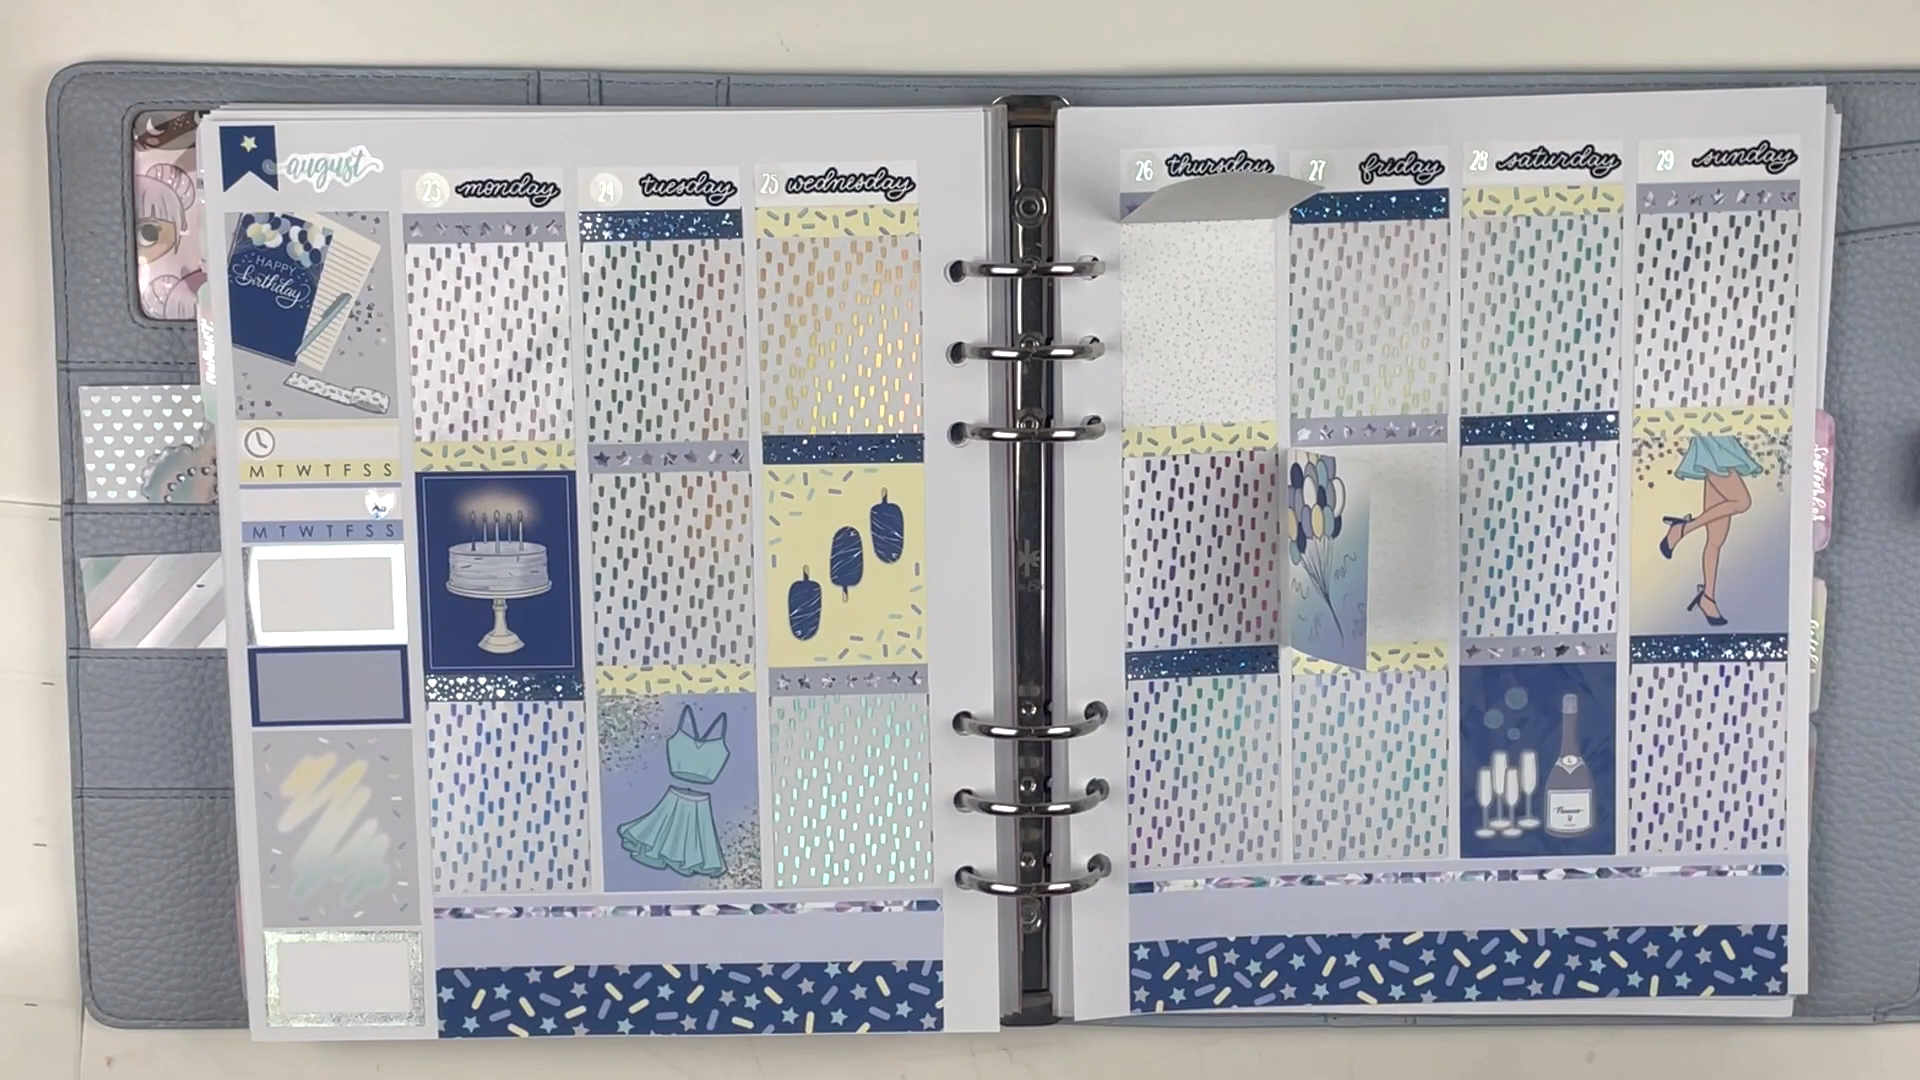 august
HAPPY
Birthday
M T W T F S S
M T W T F S S
23 monday
24 tuesday
25 wednesday
26 thursday
27 friday
28 saturday
29 sunday